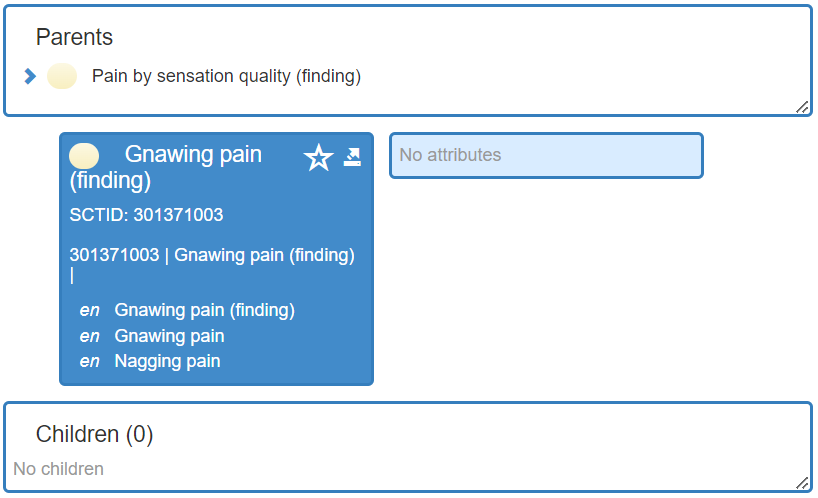 Parents
Pain by sensation quality (finding)
Gnawing pain
(finding)
SCTID: 301371003
301371003 | Gnawing pain (finding)
|
en Gnawing pain (finding)
en Gnawing pain
en Nagging pain
No attributes
Children (0)
No children